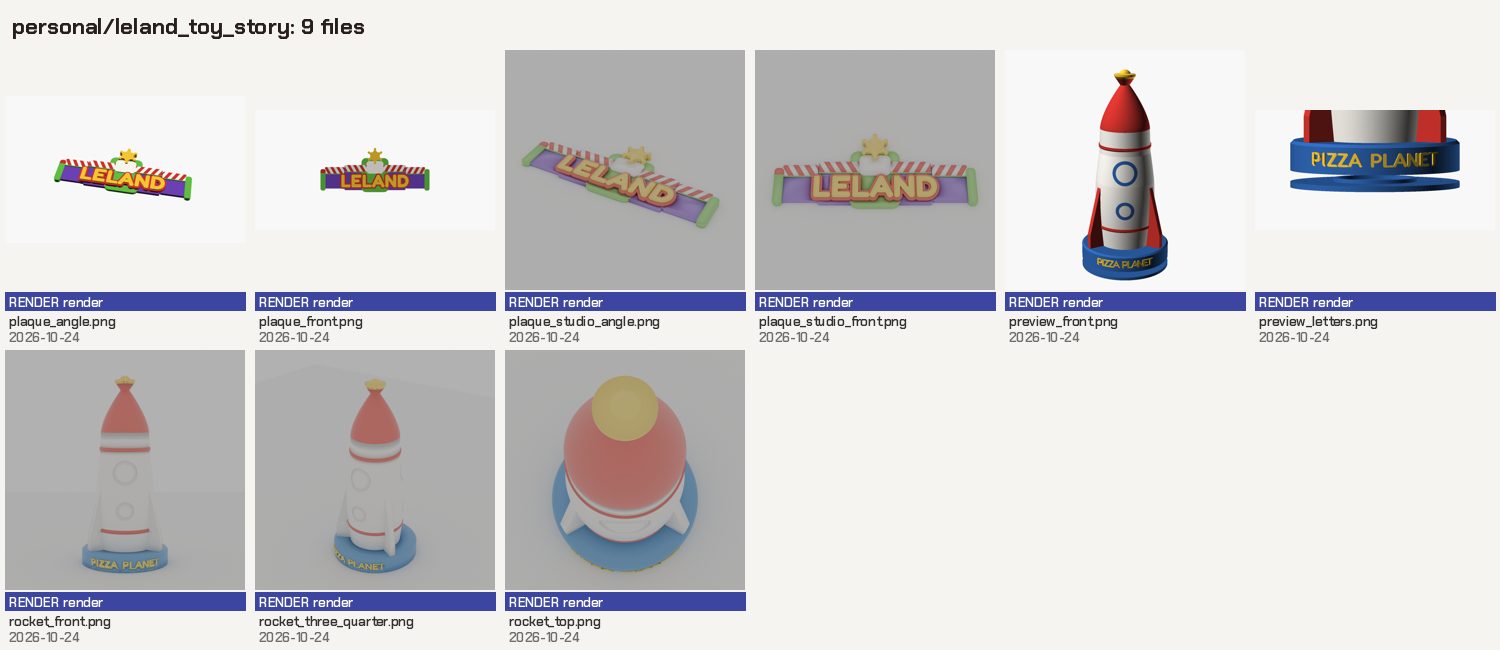 personal/leland_toy_story: 9 files
LELAND
LELAND
LELAND
LELAND
PIZZA PLANET
PIZZA PLANET
RENDER render
RENDER render
RENDER render
RENDER render
RENDER render
RENDER render
plaque_angle.png
plaque_front.png
plaque_studio_angle.png
plaque_studio_front.png
preview_front.png
preview_letters.png
2026-10-24
2026-10-24
2026-10-24
2026-10-24
2026-10-24
2026-10-24
PIZZA PLANET
PIZZA PLANET
RENDER render
RENDER render
RENDER render
rocket_front.png
rocket_three_quarter.png
rocket_top.png
2026-10-24
2026-10-24
2026-10-24